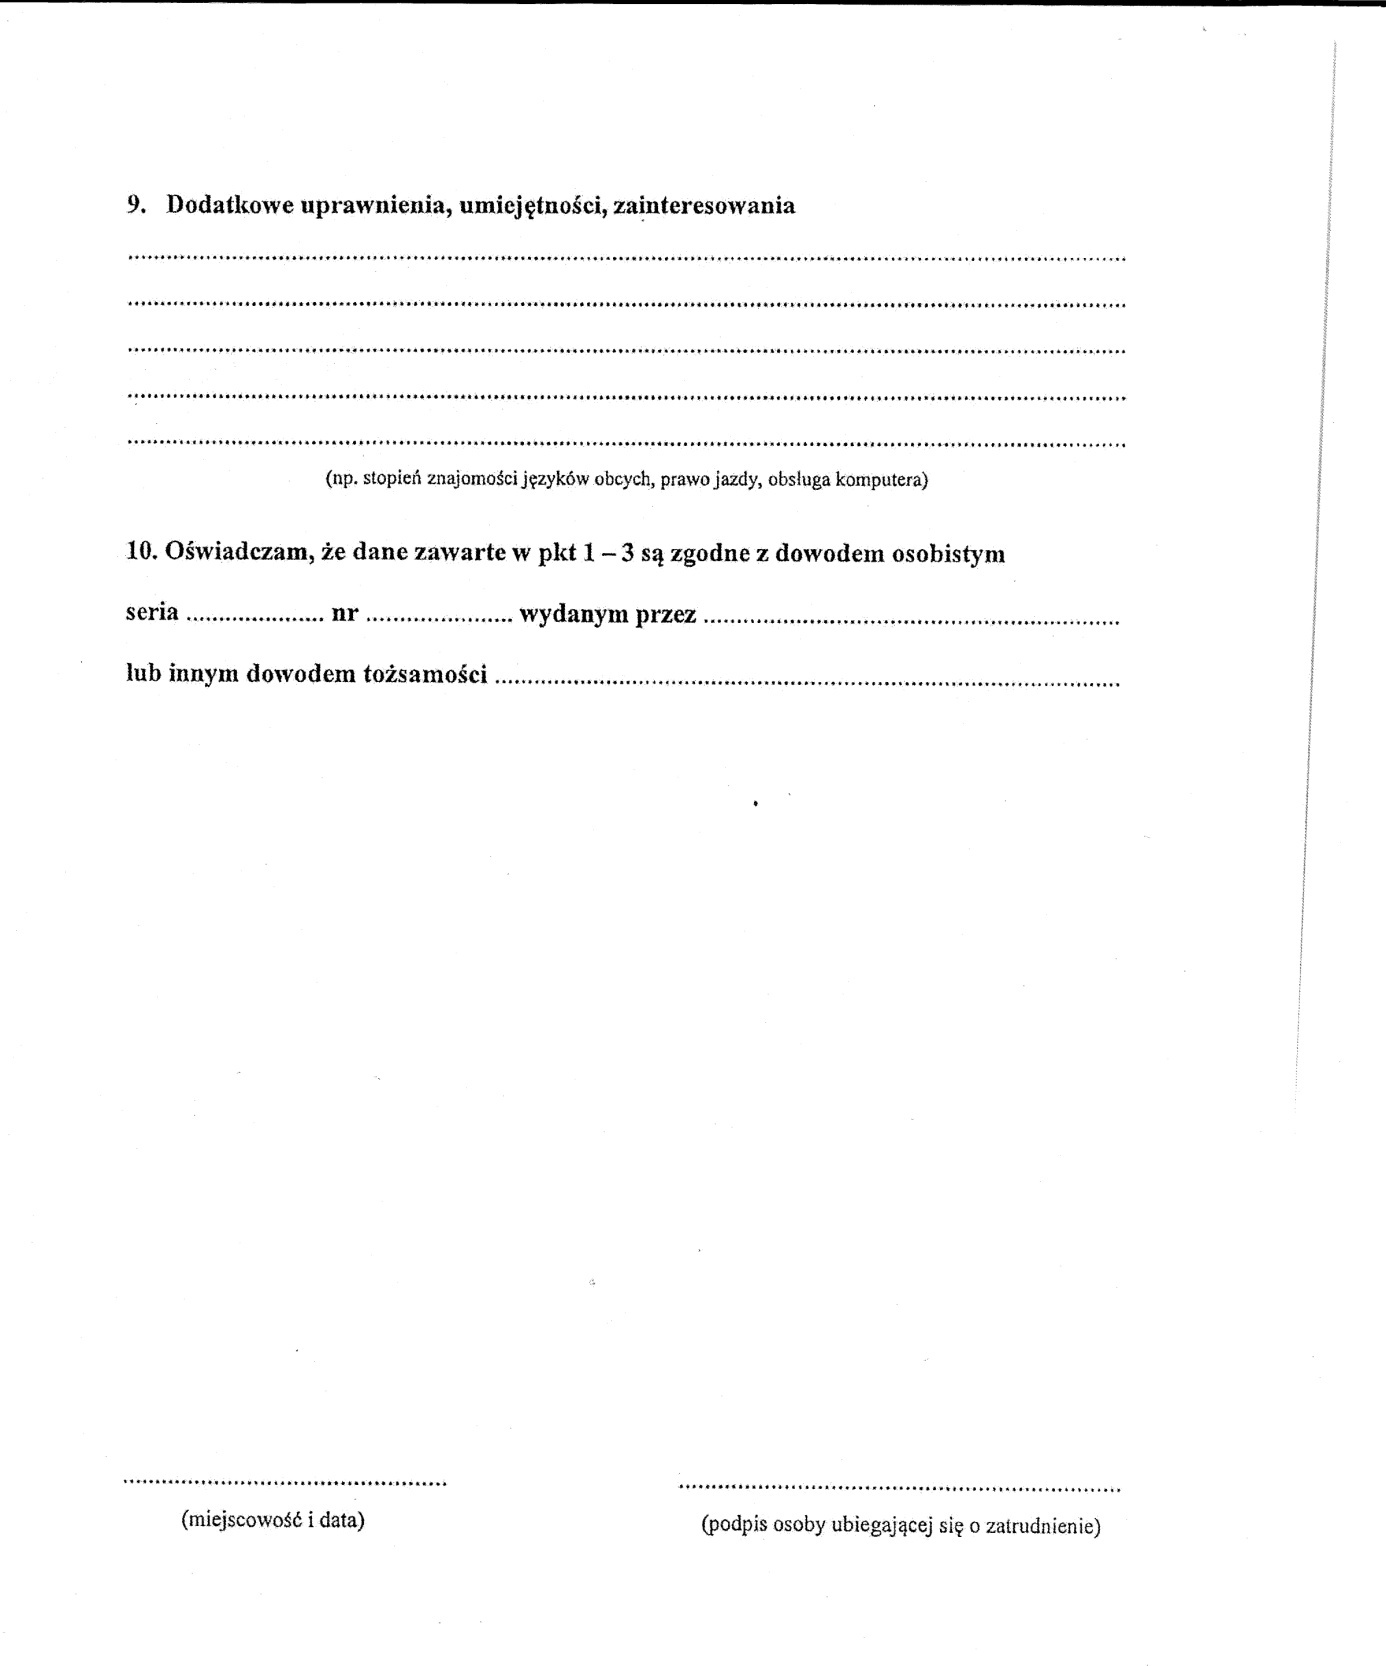 9. Dodatkowe uprawnienia, umiejętności, zainteresowania
................................................................................
................................................................................
................................................................................
................................................................................
................................................................................
(np. stopień znajomości języków obcych, prawo jazdy, obsługa komputera)
10. Oświadczam, że dane zawarte w pkt 1 – 3 są zgodne z dowodem osobistym
seria ..................... nr ...................... wydanym przez ...............................................................
lub innym dowodem tożsamości ................................................................................
................................................ ................................................................
(miejscowość i data) (podpis osoby ubiegającej się o zatrudnienie)